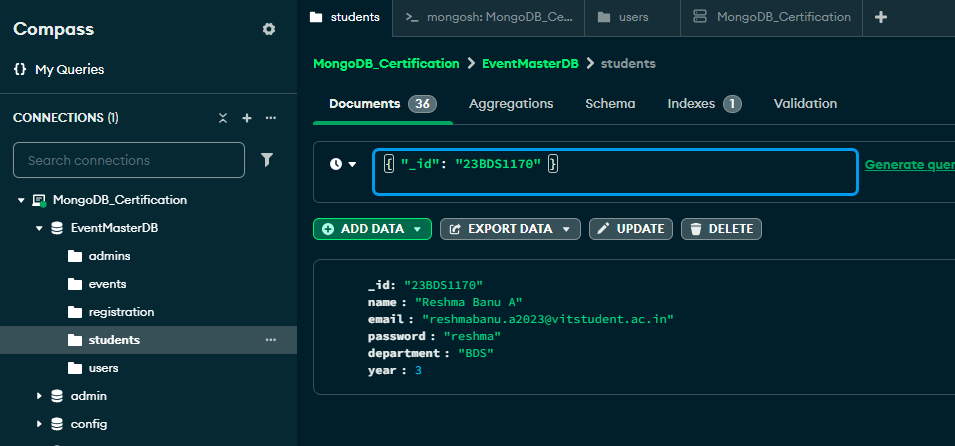 Compass
My Queries
CONNECTIONS (1)
Search connections
MongoDB_Certification
EventMasterDB
admins
events
registration
students
users
admin
config
students
mongosh: MongoDB_Ce...
users
MongoDB_Certification
MongoDB_Certification > EventMasterDB > students
Documents 36 Aggregations Schema Indexes 1 Validation
{ "_id": "23BDS1170" }
Generate quer
ADD DATA EXPORT DATA UPDATE DELETE
_id: "23BDS1170"
name : "Reshma Banu A"
email : "reshmabanu.a2023@vitstudent.ac.in"
password : "reshma"
department : "BDS"
year : 3